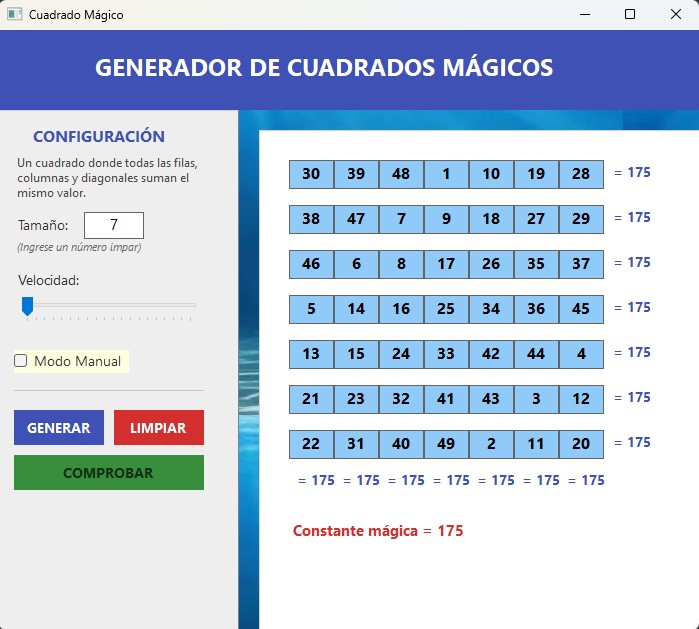 Cuadrado Mágico
GENERADOR DE CUADRADOS MÁGICOS
CONFIGURACIÓN
Un cuadrado donde todas las filas,
columnas y diagonales suman el
mismo valor.
Tamaño: 7
(Ingrese un número impar)
Velocidad:
Modo Manual
GENERAR LIMPIAR
COMPROBAR
30 39 48 1 10 19 28 = 175
38 47 7 9 18 27 29 = 175
46 6 8 17 26 35 37 = 175
5 14 16 25 34 36 45 = 175
13 15 24 33 42 44 4 = 175
21 23 32 41 43 3 12 = 175
22 31 40 49 2 11 20 = 175
= 175 = 175 = 175 = 175 = 175 = 175 = 175
Constante mágica = 175